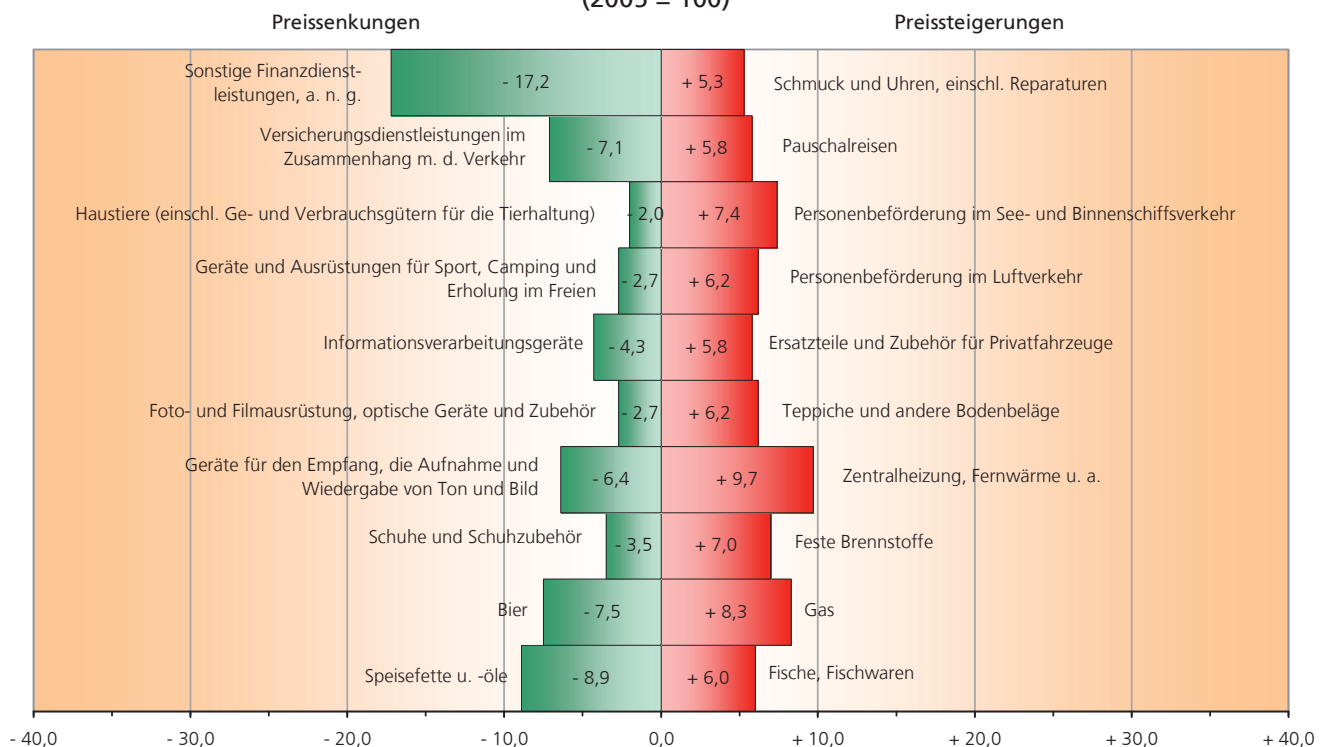 (2005 = 100)
Preissenkungen Preissteigerungen
Sonstige Finanzdienst-
leistungen, a. n. g.
- 17,2 + 5,3 Schmuck und Uhren, einschl. Reparaturen
Versicherungsdienstleistungen im
Zusammenhang m. d. Verkehr
- 7,1 + 5,8 Pauschalreisen
Haustiere (einschl. Ge- und Verbrauchsgütern für die Tierhaltung) - 2,0 + 7,4 Personenbeförderung im See- und Binnenschiffsverkehr
Geräte und Ausrüstungen für Sport, Camping und
Erholung im Freien
- 2,7 + 6,2 Personenbeförderung im Luftverkehr
Informationsverarbeitungsgeräte - 4,3 + 5,8 Ersatzteile und Zubehör für Privatfahrzeuge
Foto- und Filmausrüstung, optische Geräte und Zubehör - 2,7 + 6,2 Teppiche und andere Bodenbeläge
Geräte für den Empfang, die Aufnahme und
Wiedergabe von Ton und Bild
- 6,4 + 9,7 Zentralheizung, Fernwärme u. a.
Schuhe und Schuhzubehör - 3,5 + 7,0 Feste Brennstoffe
Bier - 7,5 + 8,3 Gas
Speisefette u. -öle - 8,9 + 6,0 Fische, Fischwaren
- 40,0 - 30,0 - 20,0 - 10,0 0,0 + 10,0 + 20,0 + 30,0 + 40,0